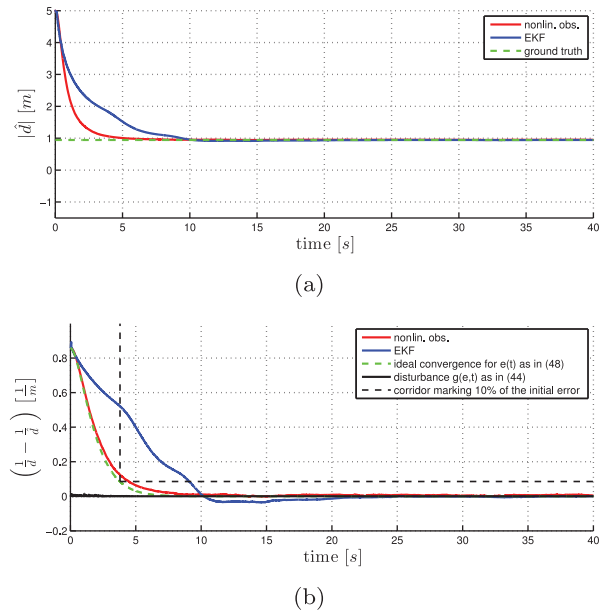 5
4
3
2
1
0
−1
|d̂| [m]
0 5 10 15 20 25 30 35 40
time [s]
nonlin. obs.
EKF
ground truth
(a)
0.8
0.6
0.4
0.2
0
−0.2
(1/d̂ − 1/d) [1/m]
0 5 10 15 20 25 30 35 40
time [s]
nonlin. obs.
EKF
ideal convergence for e(t) as in (48)
disturbance g(e,t) as in (44)
corridor marking 10% of the initial error
(b)